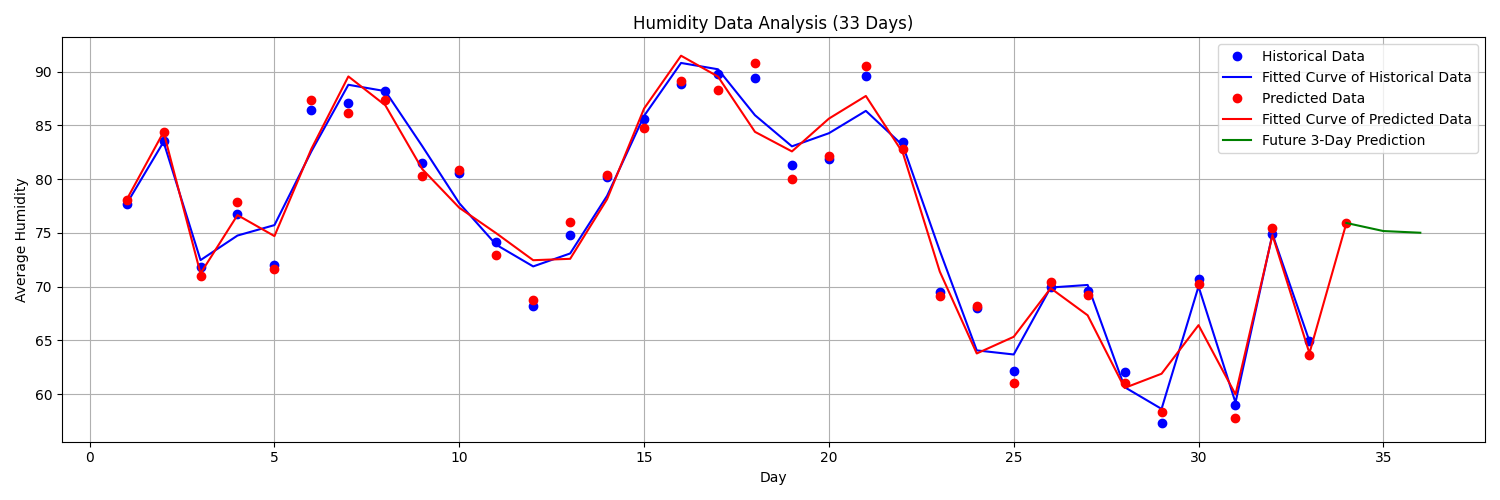 Humidity Data Analysis (33 Days)
Historical Data
Fitted Curve of Historical Data
Predicted Data
Fitted Curve of Predicted Data
Future 3-Day Prediction
Average Humidity
90
85
80
75
70
65
60
0 5 10 15 20 25 30 35
Day